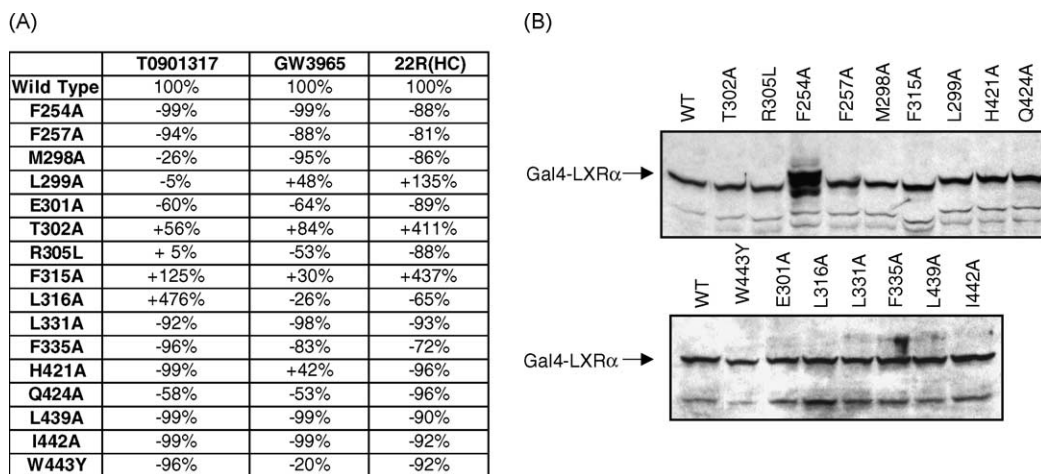 (A)
T0901317 GW3965 22R(HC)
Wild Type 100% 100% 100%
F254A -99% -99% -88%
F257A -94% -88% -81%
M298A -26% -95% -86%
L299A -5% +48% +135%
E301A -60% -64% -89%
T302A +56% +84% +411%
R305L + 5% -53% -88%
F315A +125% +30% +437%
L316A +476% -26% -65%
L331A -92% -98% -93%
F335A -96% -83% -72%
H421A -99% +42% -96%
Q424A -58% -53% -96%
L439A -99% -99% -90%
I442A -99% -99% -92%
W443Y -96% -20% -92%
(B)
WT T302A R305L F254A F257A M298A F315A L299A H421A Q424A
Gal4-LXRα
WT W443Y E301A L316A L331A F335A L439A I442A
Gal4-LXRα